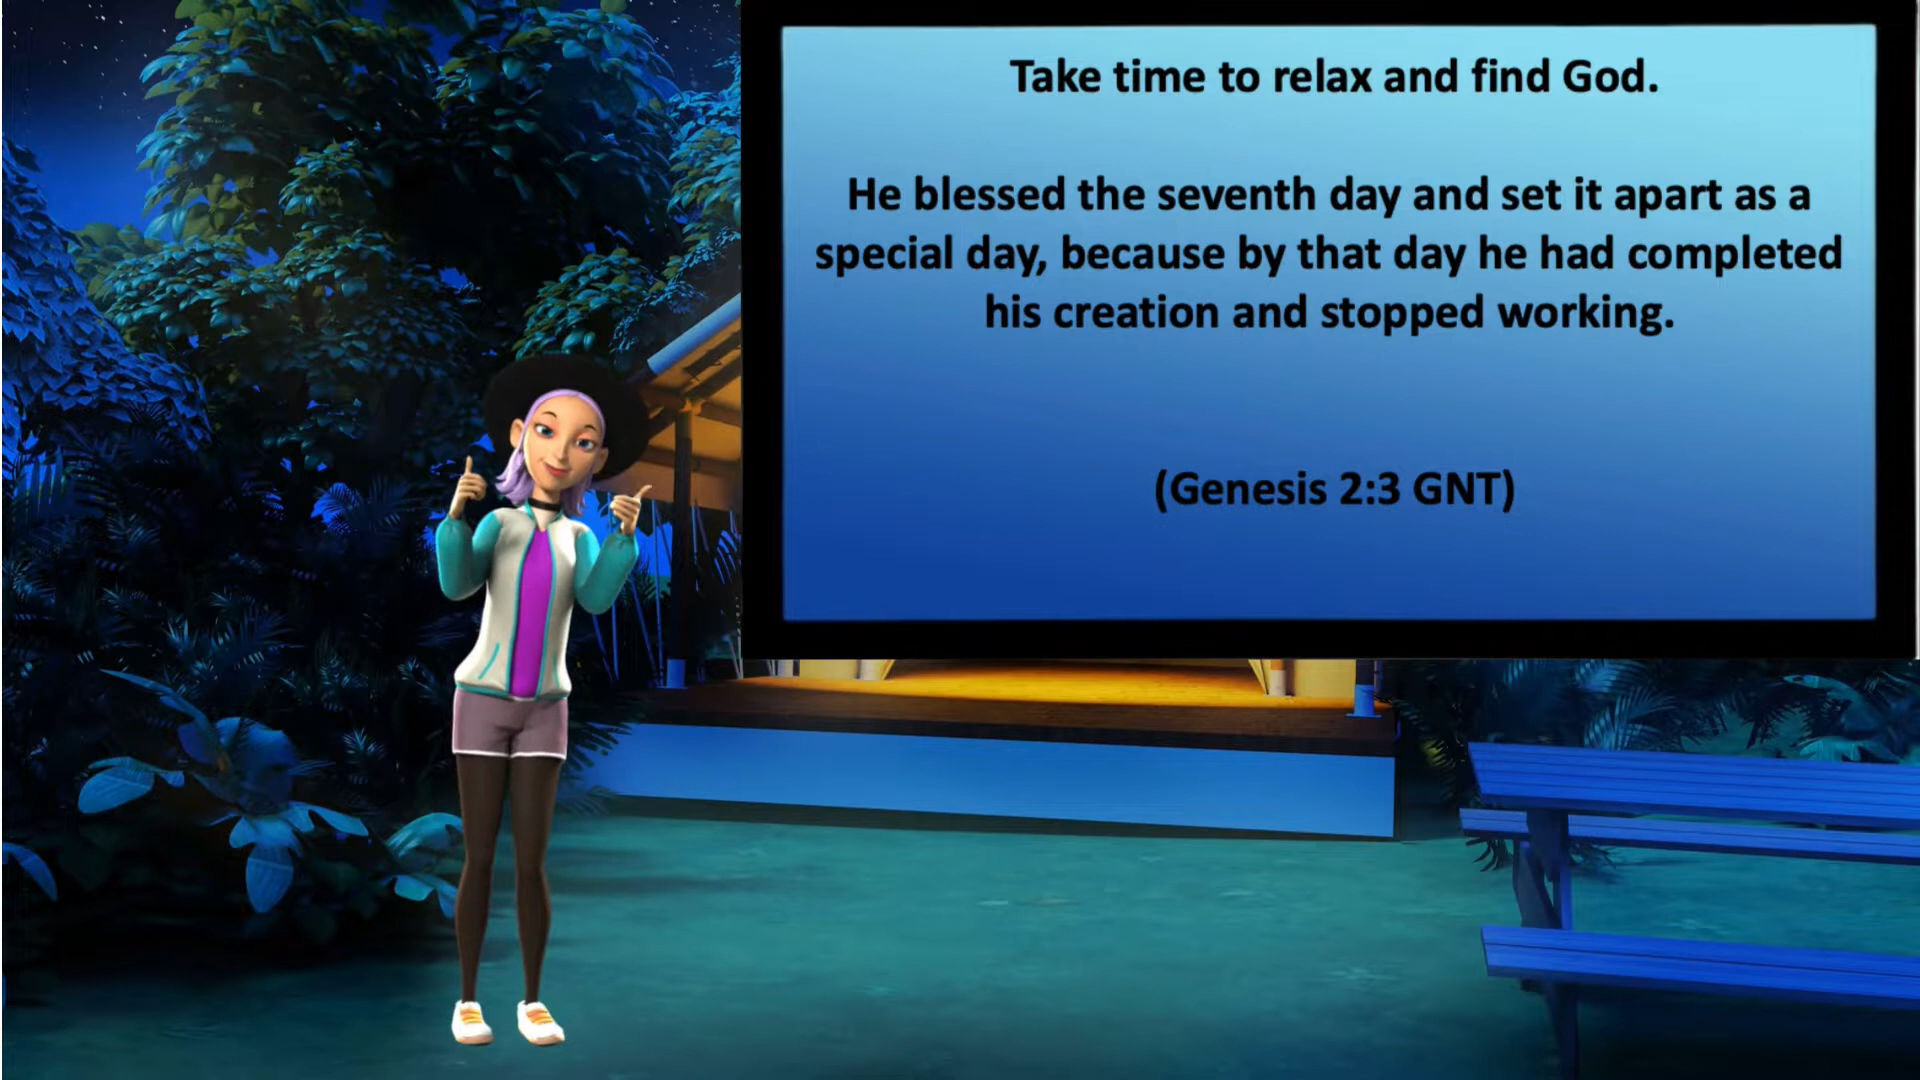 Take time to relax and find God.
He blessed the seventh day and set it apart as a
special day, because by that day he had completed
his creation and stopped working.
(Genesis 2:3 GNT)